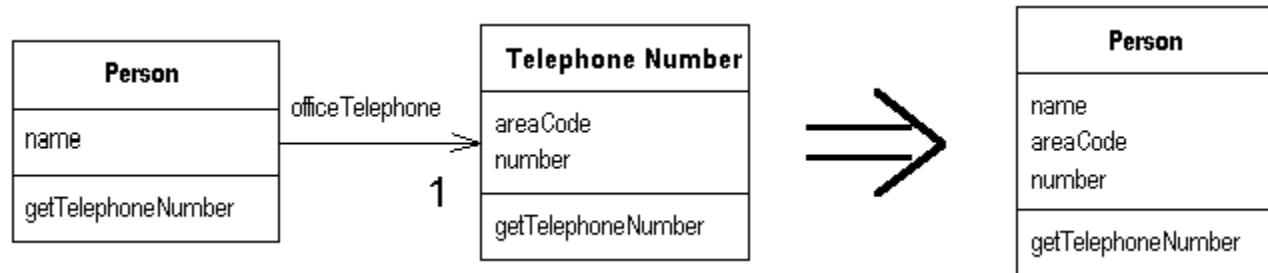 Person
name
getTelephoneNumber
officeTelephone
1
Telephone Number
areaCode
number
getTelephoneNumber
Person
name
areaCode
number
getTelephoneNumber